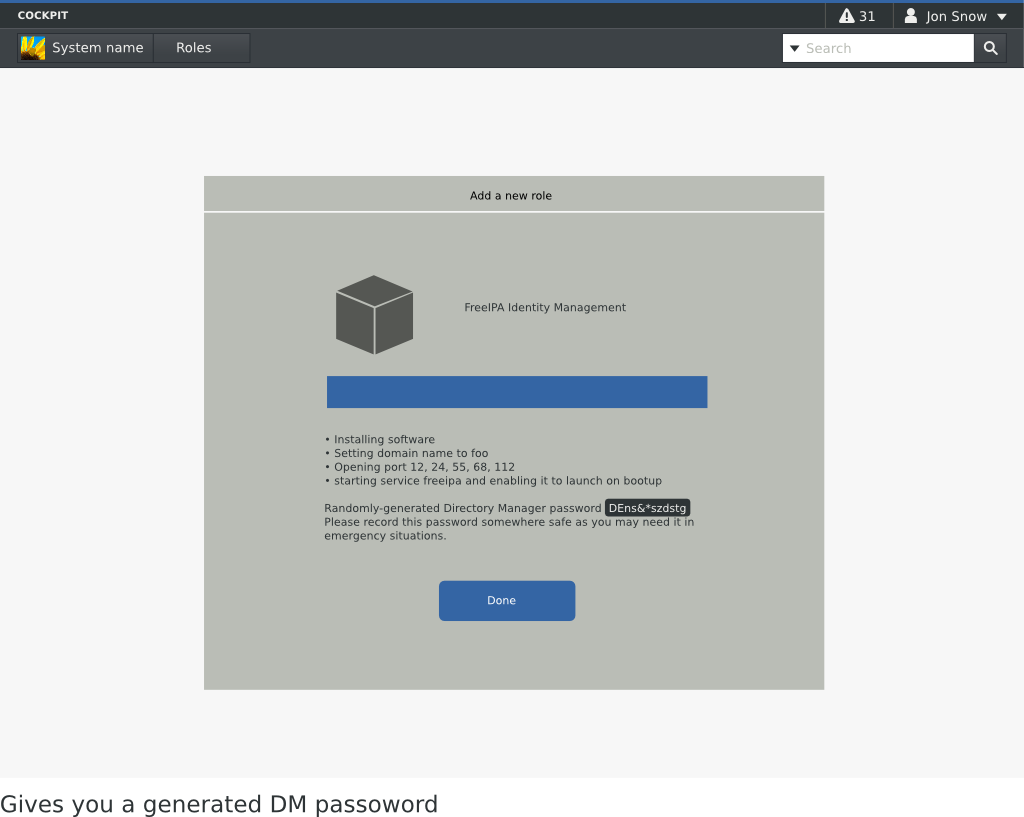 COCKPIT
31
Jon Snow
System name
Roles
Search
Add a new role
FreeIPA Identity Management
• Installing software
• Setting domain name to foo
• Opening port 12, 24, 55, 68, 112
• starting service freeipa and enabling it to launch on bootup
Randomly-generated Directory Manager password DEns&*szdstg
Please record this password somewhere safe as you may need it in
emergency situations.
Done
Gives you a generated DM passoword